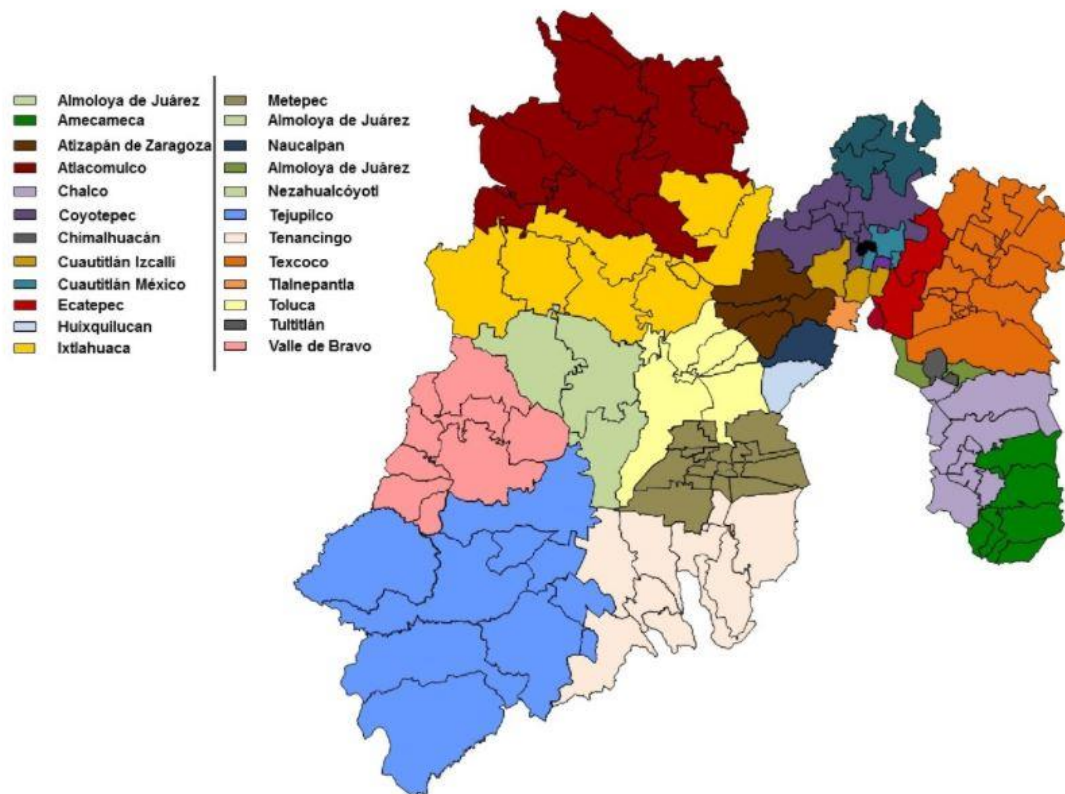 Almoloya de Juárez
Amecameca
Atizapán de Zaragoza
Atlacomulco
Chalco
Coyotepec
Chimalhuacán
Cuautitlán Izcalli
Cuautitlán México
Ecatepec
Huixquilucan
Ixtlahuaca
Metepec
Almoloya de Juárez
Naucalpan
Almoloya de Juárez
Nezahualcóyotl
Tejupilco
Tenancingo
Texcoco
Tlalnepantla
Toluca
Tultitlán
Valle de Bravo